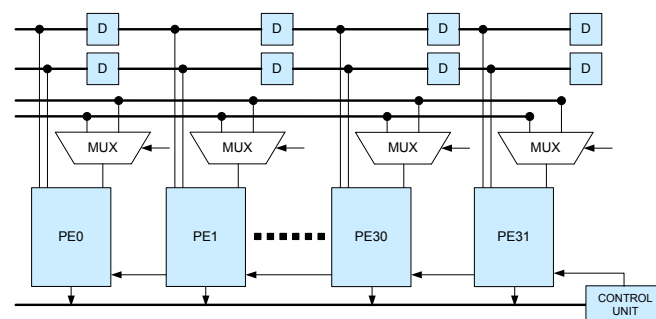 D D D D
D D D D
MUX MUX MUX MUX
PE0 PE1 PE30 PE31
CONTROL
UNIT